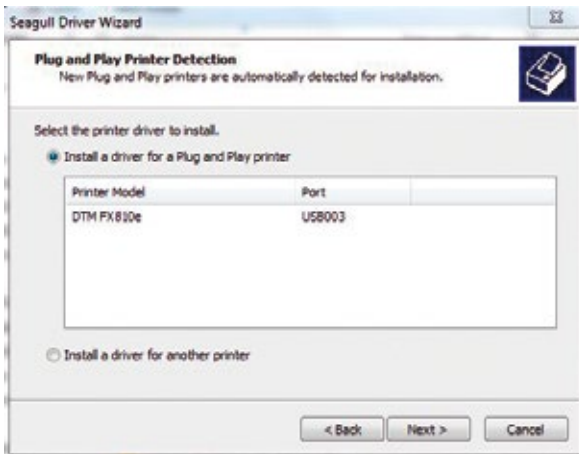 Seagull Driver Wizard
Plug and Play Printer Detection
New Plug and Play printers are automatically detected for installation.
Select the printer driver to install.
Install a driver for a Plug and Play printer
Printer Model Port
DTM FX810e USB003
Install a driver for another printer
< Back Next > Cancel